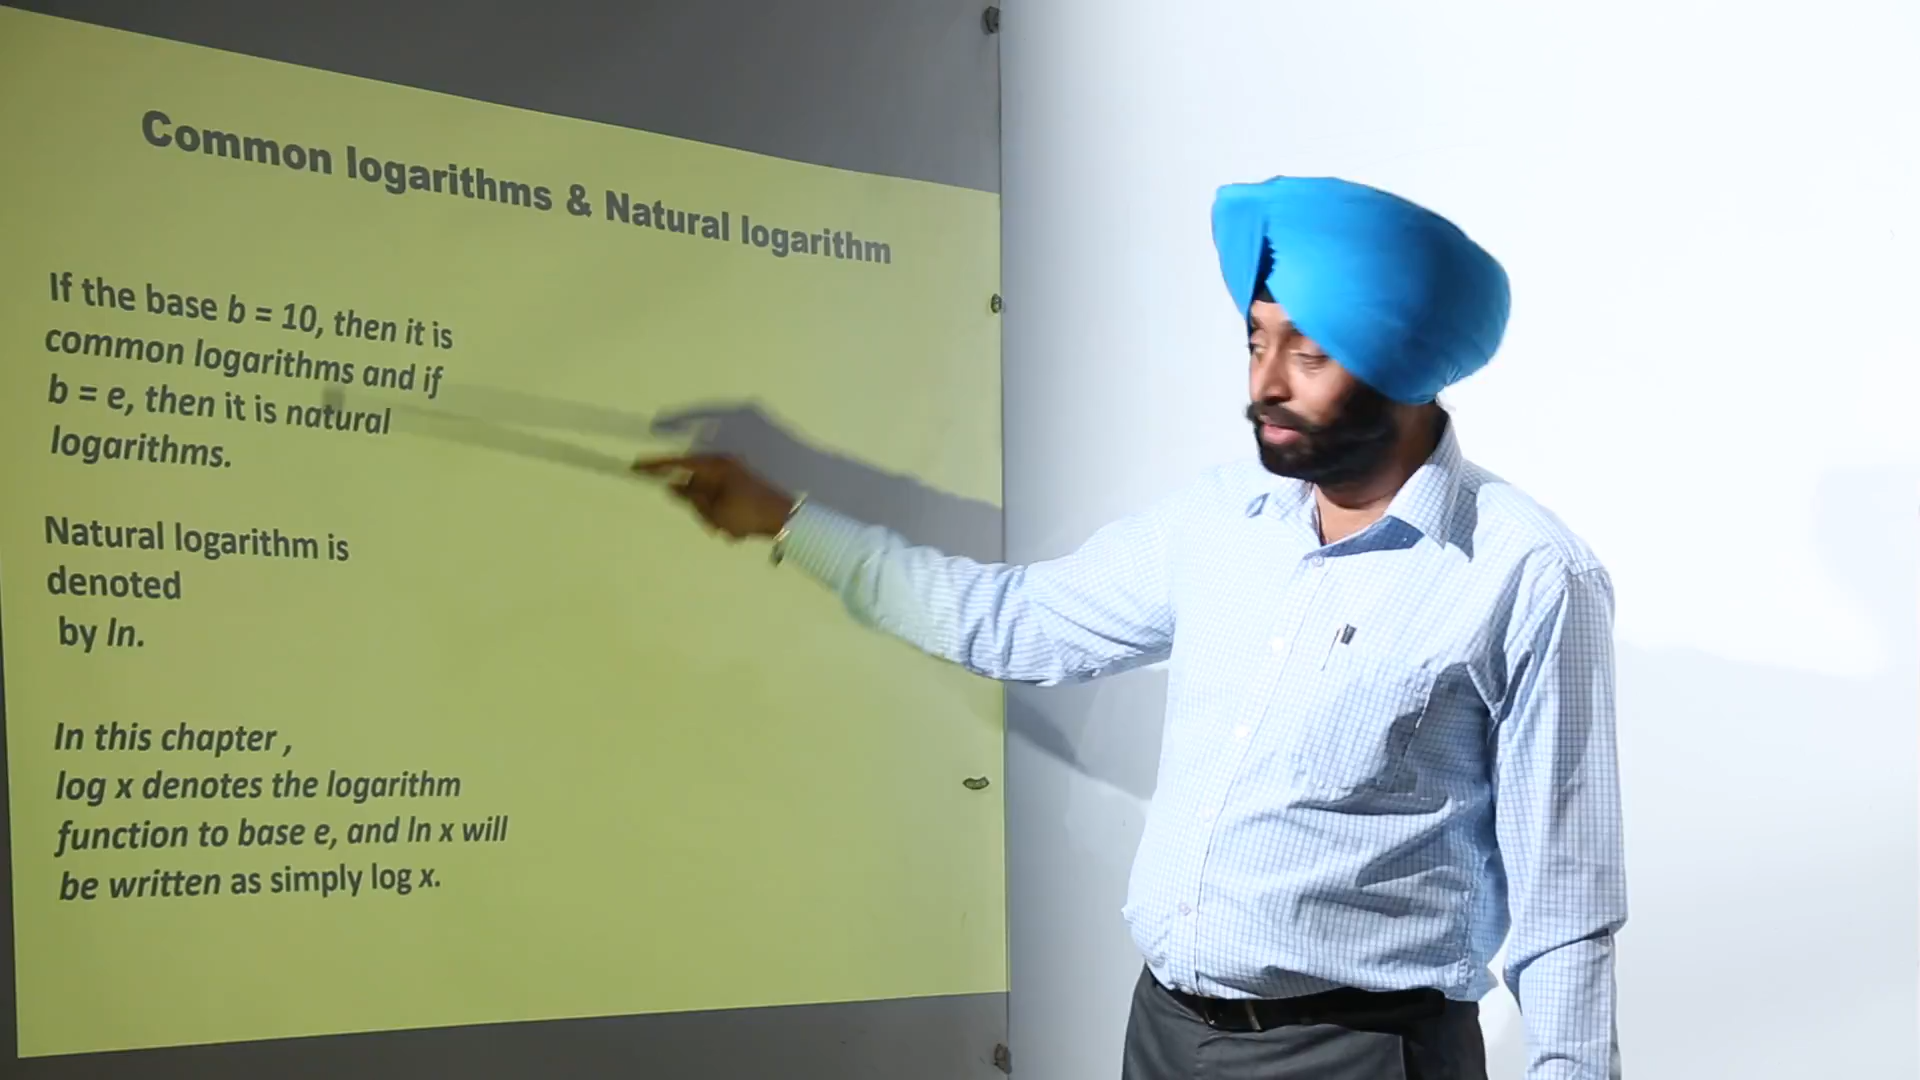 Common logarithms & Natural logarithm
If the base b = 10, then it is
common logarithms and if
b = e, then it is natural
logarithms.
Natural logarithm is
denoted
by ln.
In this chapter ,
log x denotes the logarithm
function to base e, and ln x will
be written as simply log x.